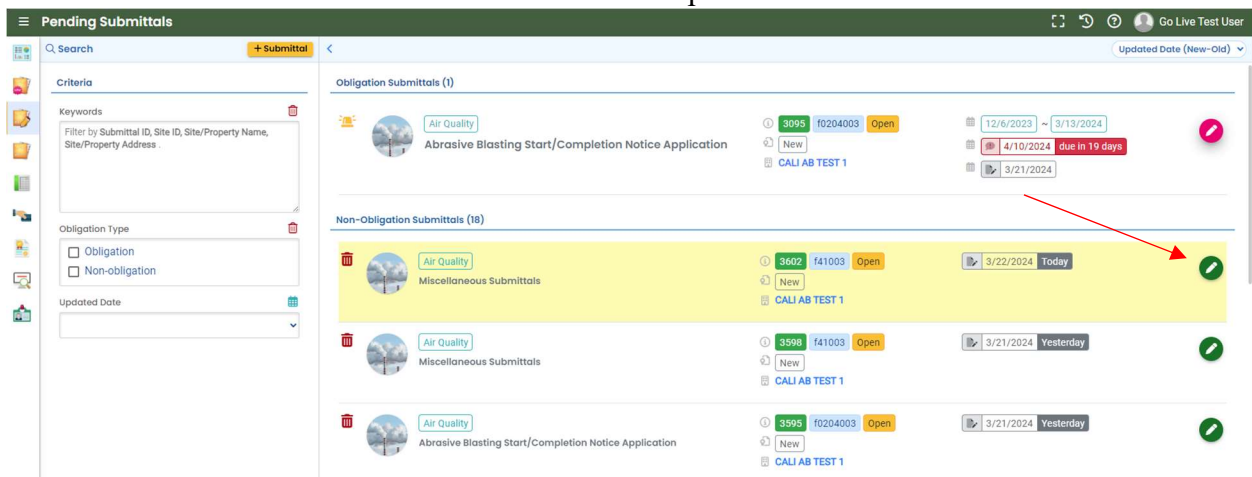 Pending Submittals
Go Live Test User
Search
+ Submittal
Updated Date (New-Old)
Criteria
Keywords
Filter by Submittal ID, Site ID, Site/Property Name,
Site/Property Address .
Obligation Type
Obligation
Non-obligation
Updated Date
Obligation Submittals (1)
Air Quality
Abrasive Blasting Start/Completion Notice Application
3095 f0204003 Open
New
CALI AB TEST 1
12/6/2023 ~ 3/13/2024
4/10/2024 due in 19 days
3/21/2024
Non-Obligation Submittals (18)
Air Quality
Miscellaneous Submittals
3602 f41003 Open
New
CALI AB TEST 1
3/22/2024 Today
Air Quality
Miscellaneous Submittals
3598 f41003 Open
New
CALI AB TEST 1
3/21/2024 Yesterday
Air Quality
Abrasive Blasting Start/Completion Notice Application
3595 f0204003 Open
New
CALI AB TEST 1
3/21/2024 Yesterday